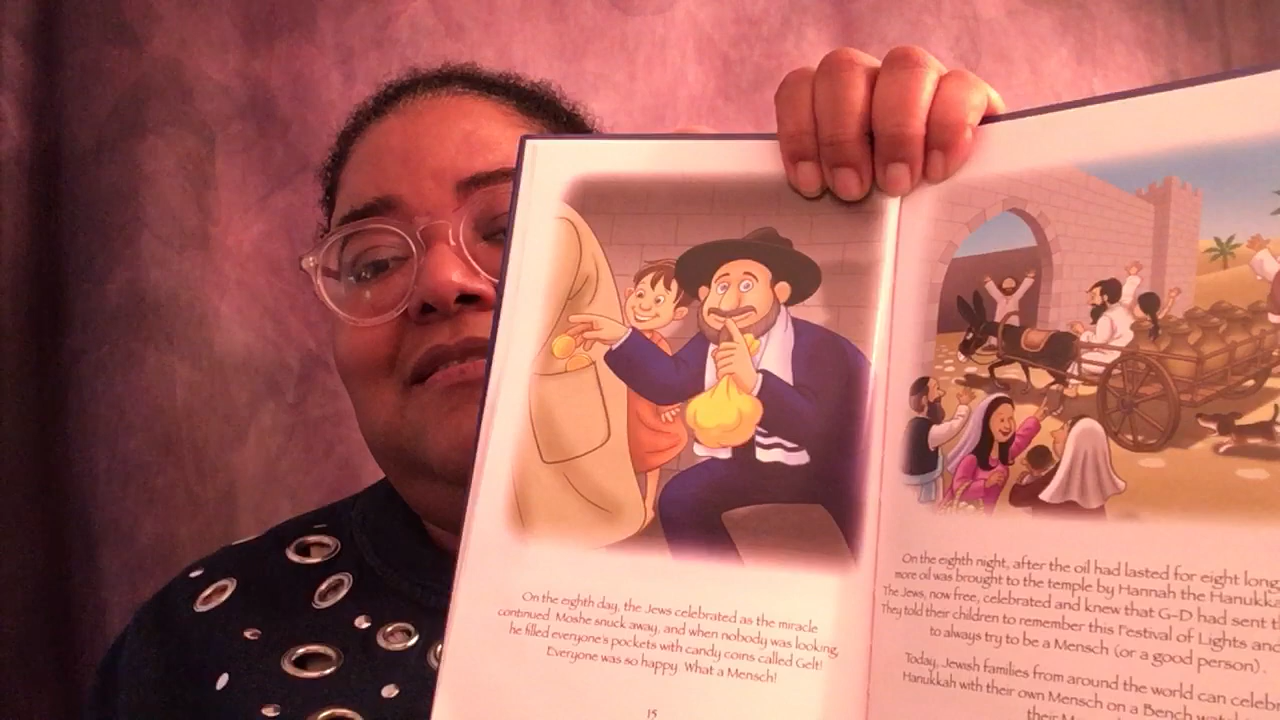 On the eighth day, the Jews celebrated as the miracle
continued. Moshe snuck away, and when nobody was looking,
he filled everyone's pockets with candy coins called Gelt!
Everyone was so happy. What a Mensch!
15
On the eighth night, after the oil had lasted for eight long
more oil was brought to the temple by Hannah the Hanukka
The Jews, now free, celebrated and knew that G-D had sent t
They told their children to remember this Festival of Lights and
to always try to be a Mensch (or a good person).
Today, Jewish families from around the world can celebr
Hanukkah with their own Mensch on a Bench
their